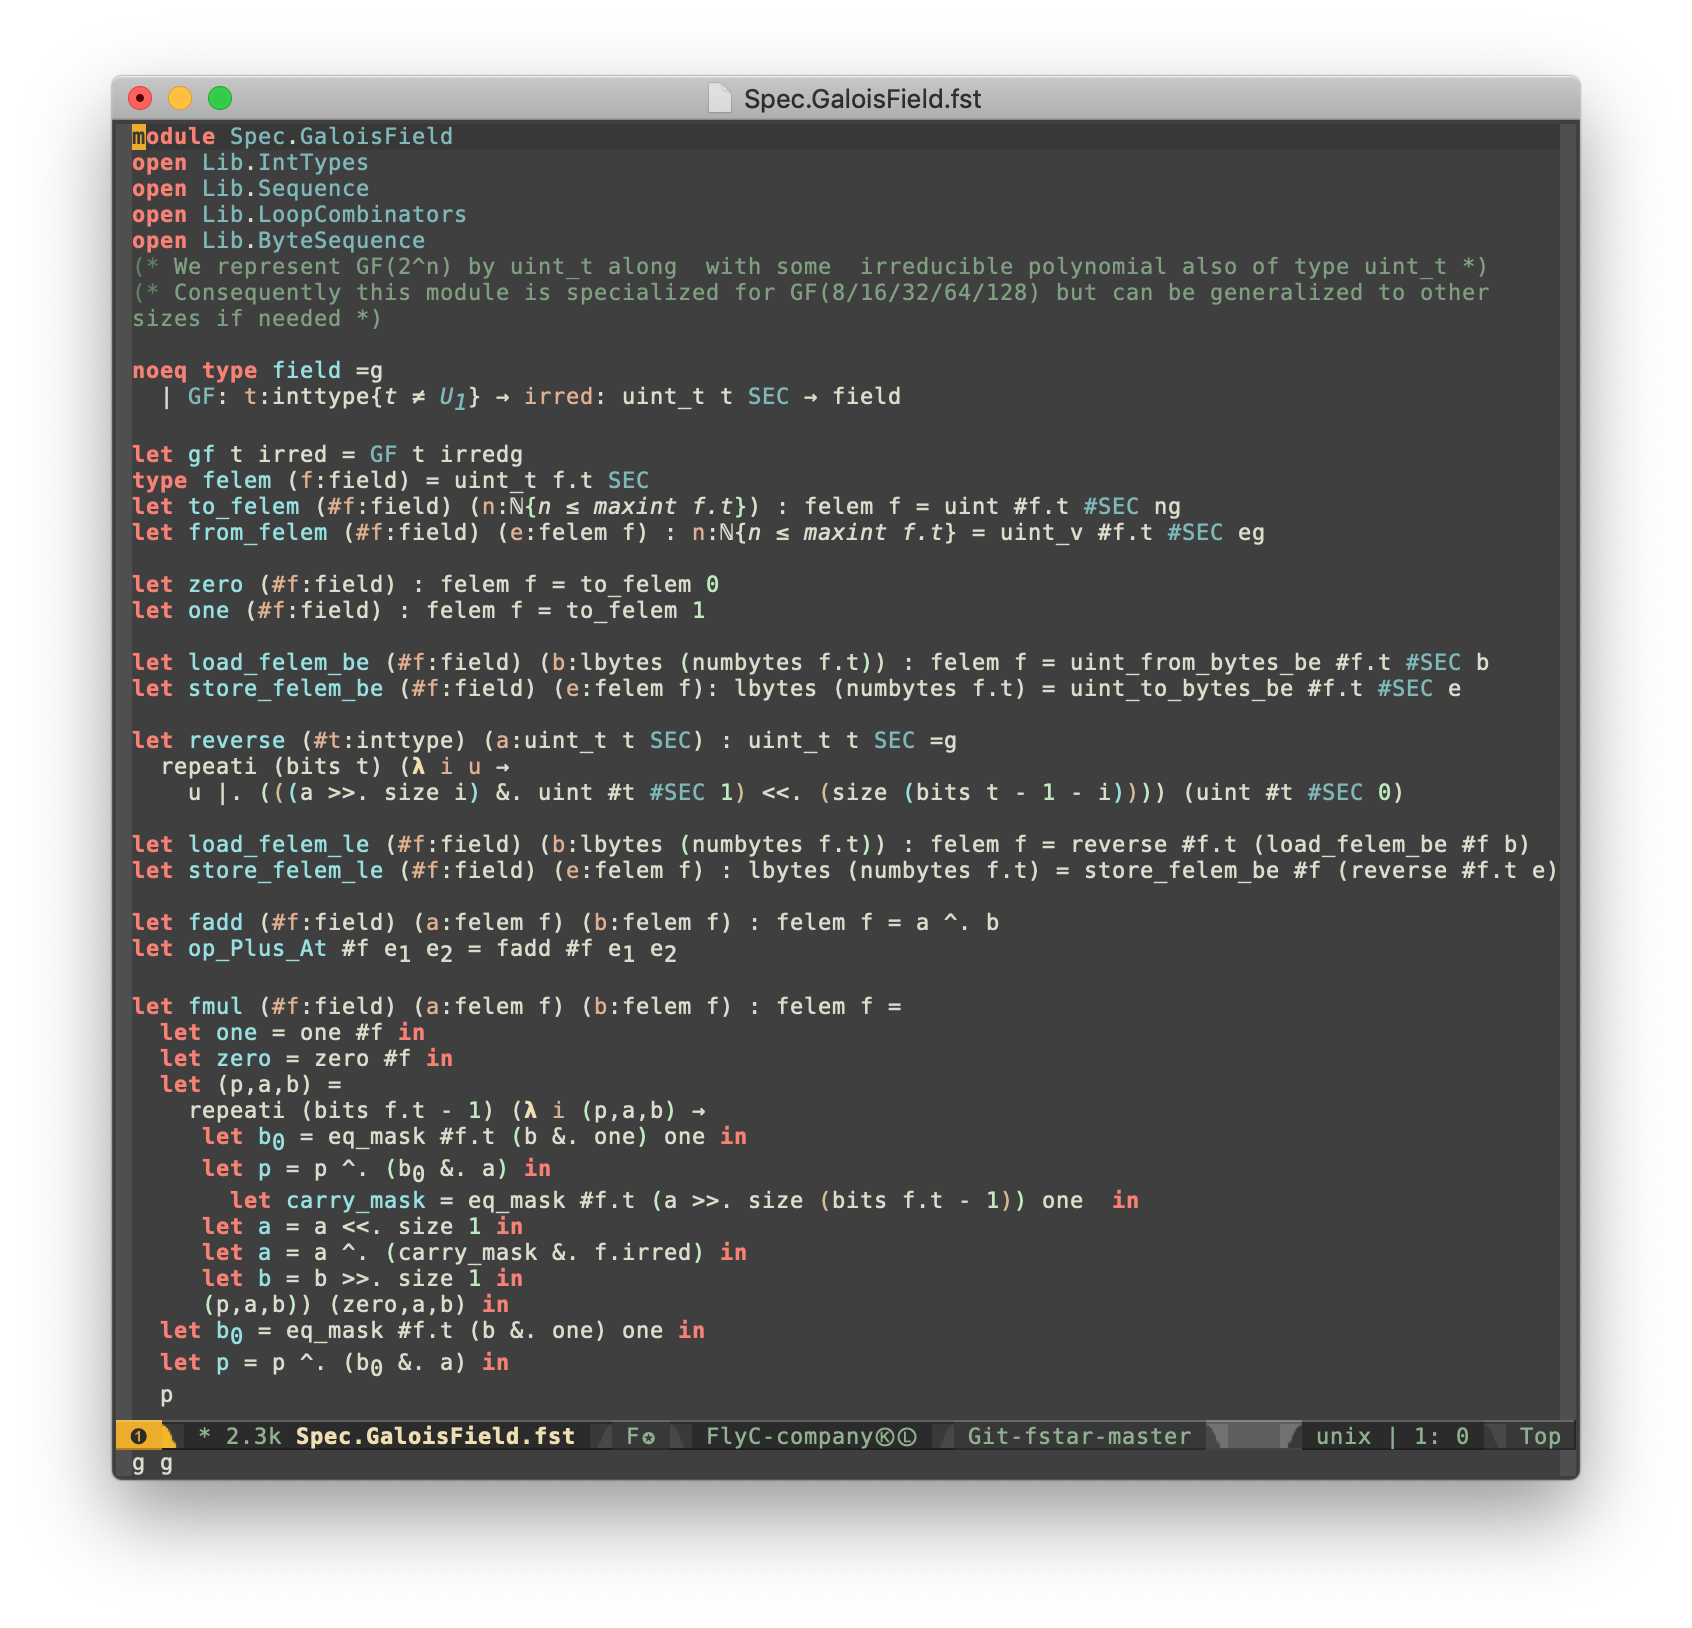 Spec.GaloisField.fst
module Spec.GaloisField
open Lib.IntTypes
open Lib.Sequence
open Lib.LoopCombinators
open Lib.ByteSequence
(* We represent GF(2^n) by uint_t along  with some  irreducible polynomial also of type uint_t *)
(* Consequently this module is specialized for GF(8/16/32/64/128) but can be generalized to other
sizes if needed *)
noeq type field =g
  | GF: t:inttype{t ≠ U₁} → irred: uint_t t SEC → field
let gf t irred = GF t irredg
type felem (f:field) = uint_t f.t SEC
let to_felem (#f:field) (n:ℕ{n ≤ maxint f.t}) : felem f = uint #f.t #SEC ng
let from_felem (#f:field) (e:felem f) : n:ℕ{n ≤ maxint f.t} = uint_v #f.t #SEC eg
let zero (#f:field) : felem f = to_felem 0
let one (#f:field) : felem f = to_felem 1
let load_felem_be (#f:field) (b:lbytes (numbytes f.t)) : felem f = uint_from_bytes_be #f.t #SEC b
let store_felem_be (#f:field) (e:felem f): lbytes (numbytes f.t) = uint_to_bytes_be #f.t #SEC e
let reverse (#t:inttype) (a:uint_t t SEC) : uint_t t SEC =g
  repeati (bits t) (λ i u →
    u |. (((a >>. size i) &. uint #t #SEC 1) <<. (size (bits t - 1 - i)))) (uint #t #SEC 0)
let load_felem_le (#f:field) (b:lbytes (numbytes f.t)) : felem f = reverse #f.t (load_felem_be #f b)
let store_felem_le (#f:field) (e:felem f) : lbytes (numbytes f.t) = store_felem_be #f (reverse #f.t e)
let fadd (#f:field) (a:felem f) (b:felem f) : felem f = a ^. b
let op_Plus_At #f e₁ e₂ = fadd #f e₁ e₂
let fmul (#f:field) (a:felem f) (b:felem f) : felem f =
  let one = one #f in
  let zero = zero #f in
  let (p,a,b) =
    repeati (bits f.t - 1) (λ i (p,a,b) →
     let b₀ = eq_mask #f.t (b &. one) one in
     let p = p ^. (b₀ &. a) in
       let carry_mask = eq_mask #f.t (a >>. size (bits f.t - 1)) one  in
     let a = a <<. size 1 in
     let a = a ^. (carry_mask &. f.irred) in
     let b = b >>. size 1 in
     (p,a,b)) (zero,a,b) in
  let b₀ = eq_mask #f.t (b &. one) one in
  let p = p ^. (b₀ &. a) in
  p
❶ * 2.3k Spec.GaloisField.fst F✪ FlyC-companyⓀⓁ Git-fstar-master unix | 1: 0 Top
g g